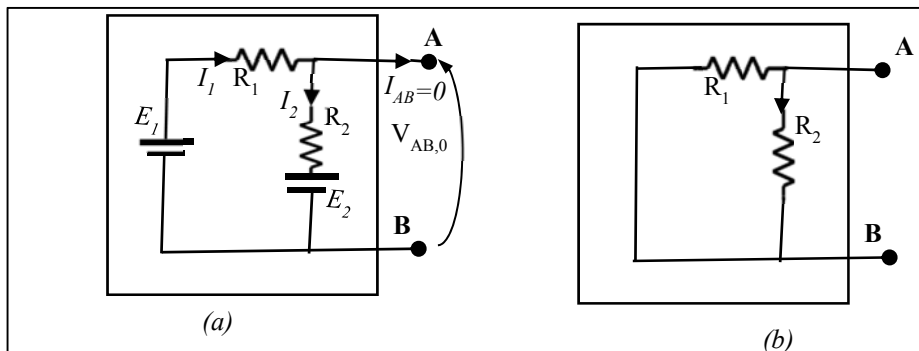 A
I1 R1 I2 IAB=0
E1 R2 VAB,0
E2
B
(a)
A
R1
R2
B
(b)